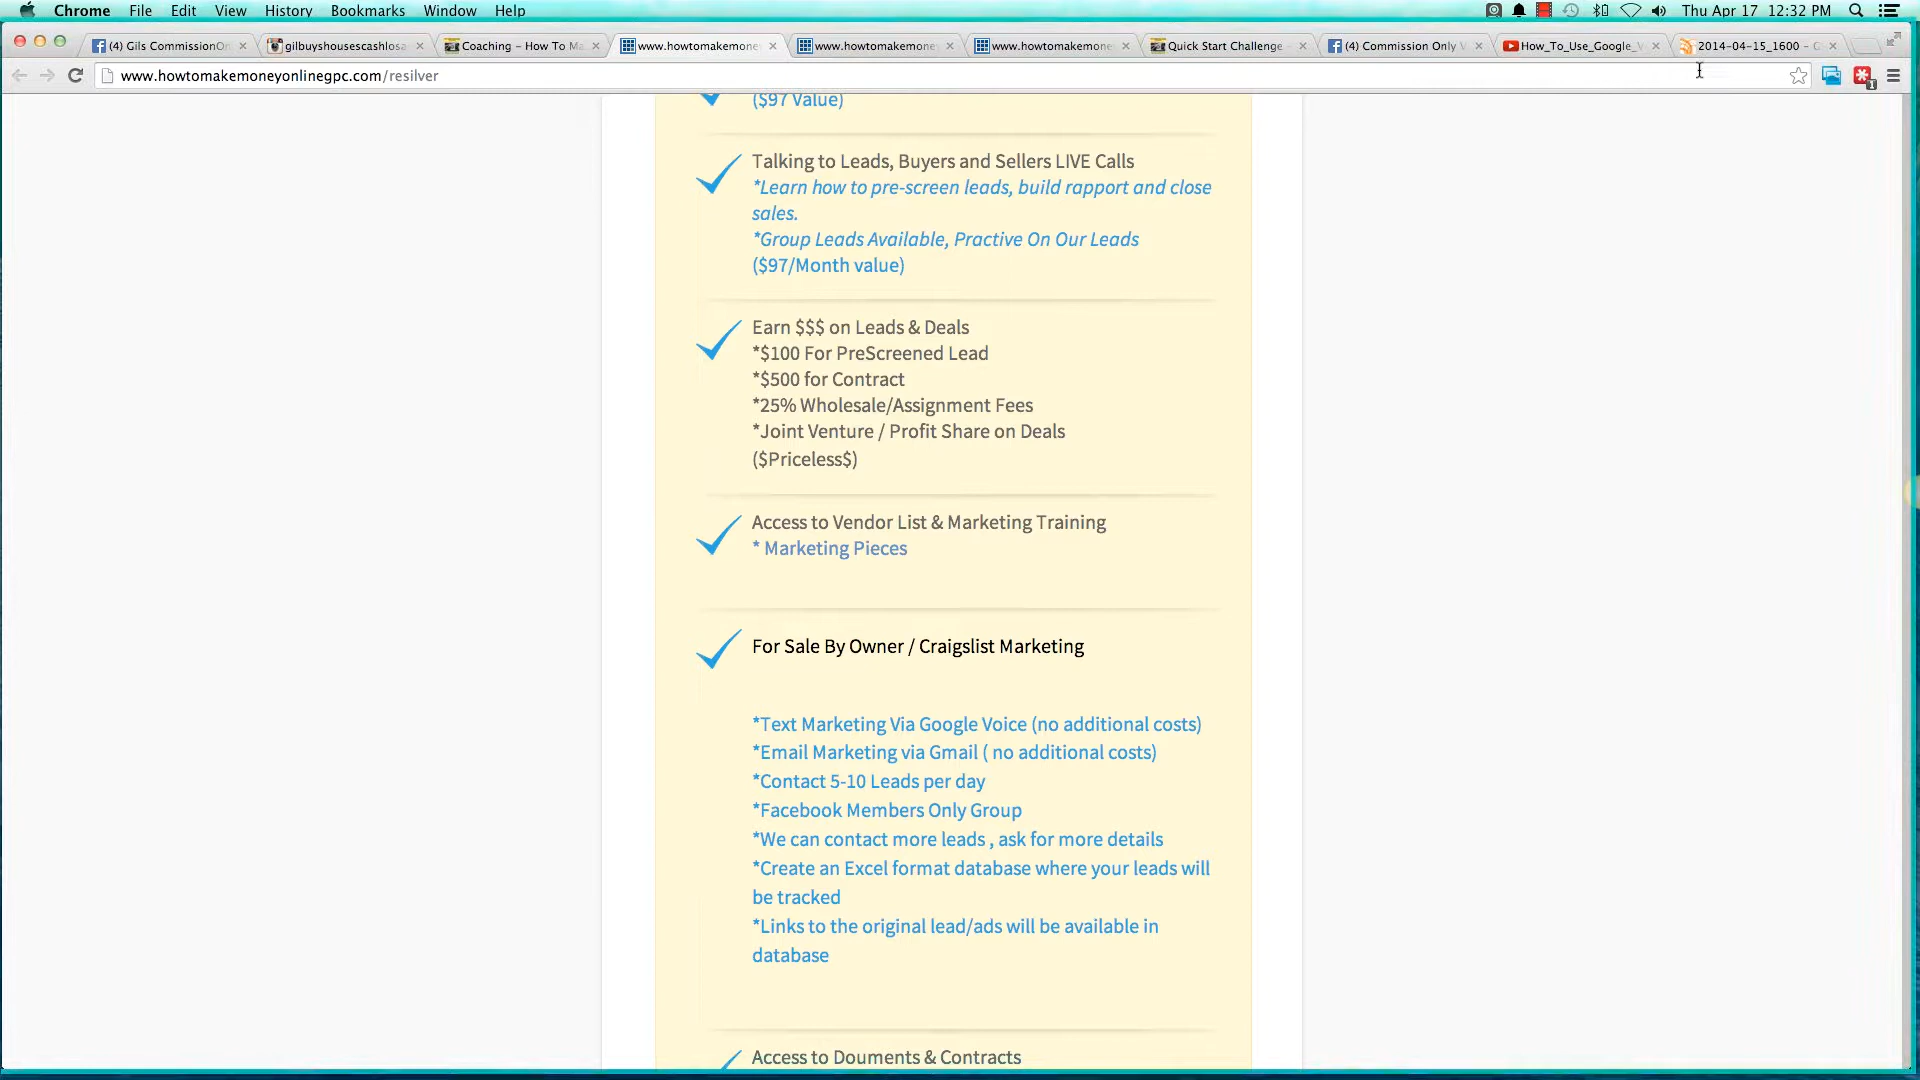 Chrome File Edit View History Bookmarks Window Help Thu Apr 17 12:32 PM
(4) Gils CommissionOn gilbuyshousescashlosa Coaching – How To Ma www.howtomakemone www.howtomakemone www.howtomakemone Quick Start Challenge (4) Commission Only V How_To_Use_Google_V 2014-04-15_1600 –
www.howtomakemoneyonlinegpc.com/resilver
1
($97 Value)
Talking to Leads, Buyers and Sellers LIVE Calls
*Learn how to pre-screen leads, build rapport and close
sales.
*Group Leads Available, Practive On Our Leads
($97/Month value)
Earn $$$ on Leads & Deals
*$100 For PreScreened Lead
*$500 for Contract
*25% Wholesale/Assignment Fees
*Joint Venture / Profit Share on Deals
($Priceless$)
Access to Vendor List & Marketing Training
* Marketing Pieces
For Sale By Owner / Craigslist Marketing
*Text Marketing Via Google Voice (no additional costs)
*Email Marketing via Gmail ( no additional costs)
*Contact 5-10 Leads per day
*Facebook Members Only Group
*We can contact more leads , ask for more details
*Create an Excel format database where your leads will
be tracked
*Links to the original lead/ads will be available in
database
Access to Douments & Contracts